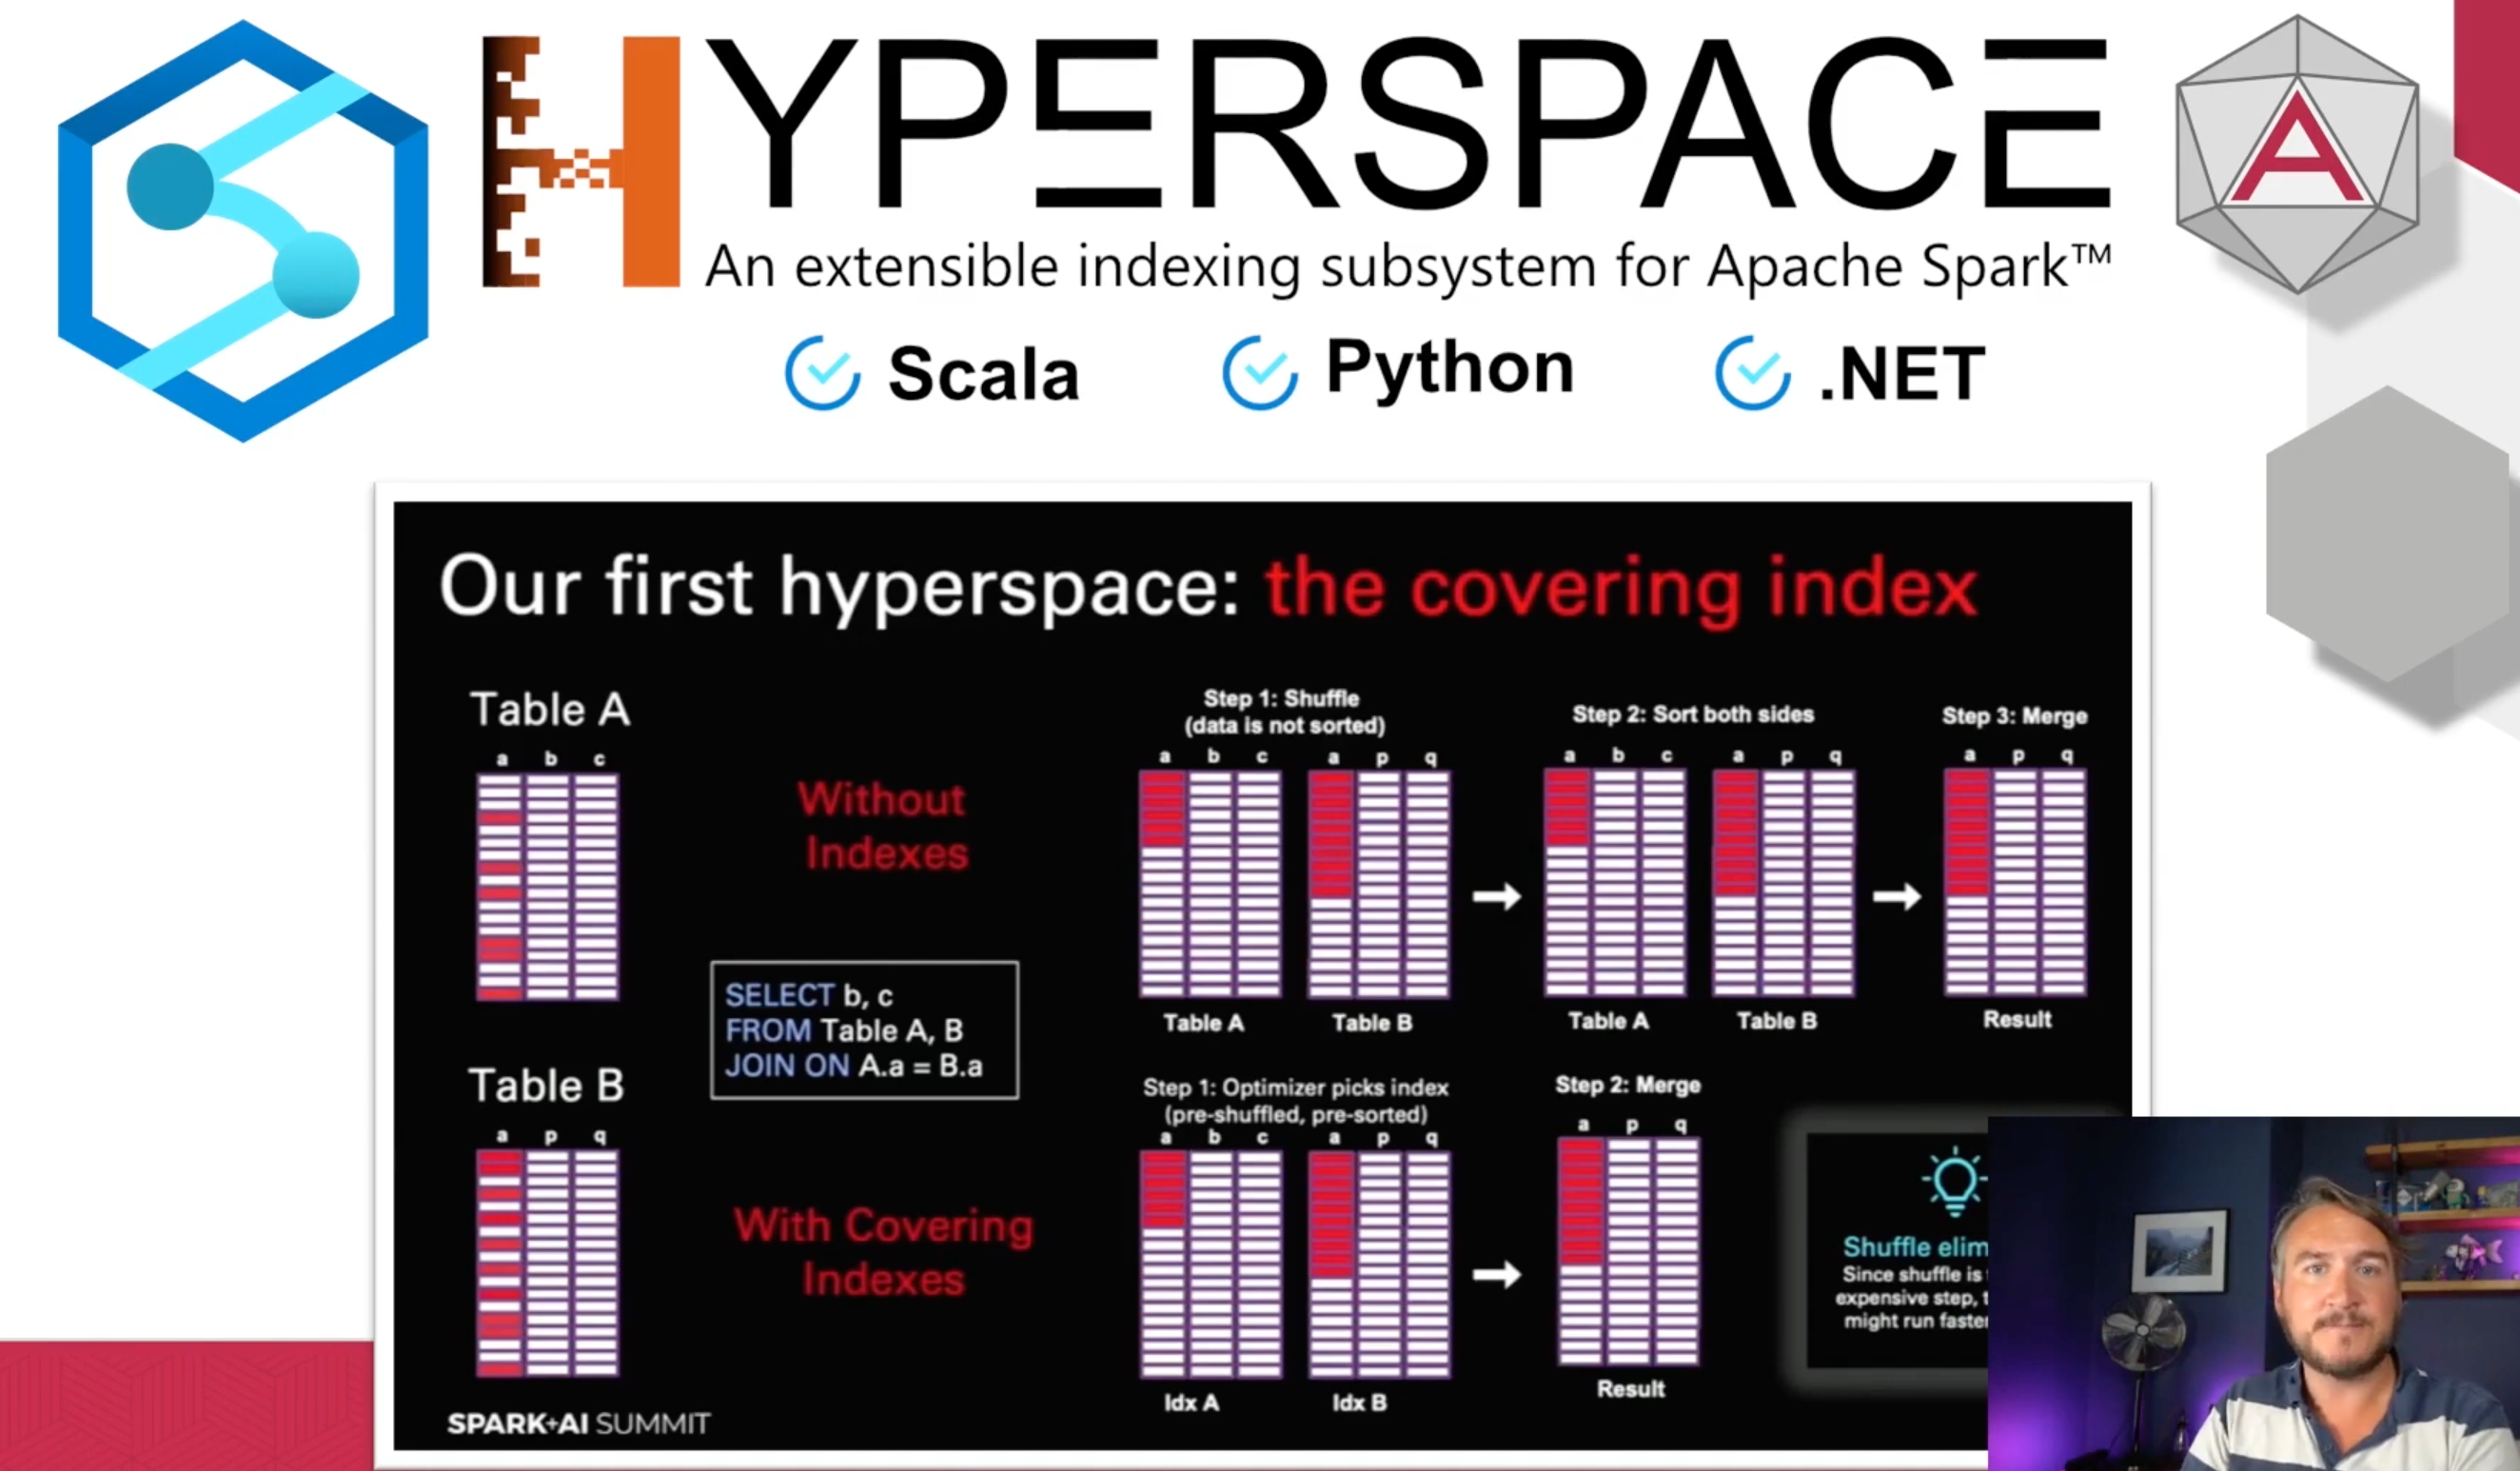 HYPERSPACE
An extensible indexing subsystem for Apache Spark™
Scala
Python
.NET
A
Our first hyperspace: the covering index
Table A
a b c
Without
Indexes
SELECT b, c
FROM Table A, B
JOIN ON A.a = B.a
Table B
a p q
With Covering
Indexes
Step 1: Shuffle
(data is not sorted)
a b c
a p q
Table A
Table B
Step 2: Sort both sides
a b c
a p q
Table A
Table B
Step 3: Merge
a p q
Result
Step 1: Optimizer picks index
(pre-shuffled, pre-sorted)
a b c
a p q
Idx A
Idx B
Step 2: Merge
a p q
Result
Shuffle elim
Since shuffle is
expensive step,
might run faste
SPARK+AI SUMMIT